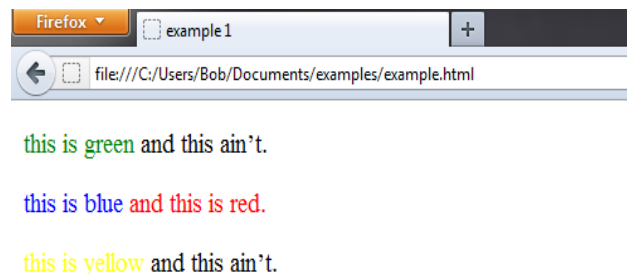 Firefox
example 1
file:///C:/Users/Bob/Documents/examples/example.html
this is green and this ain’t.
this is blue and this is red.
this is yellow and this ain’t.